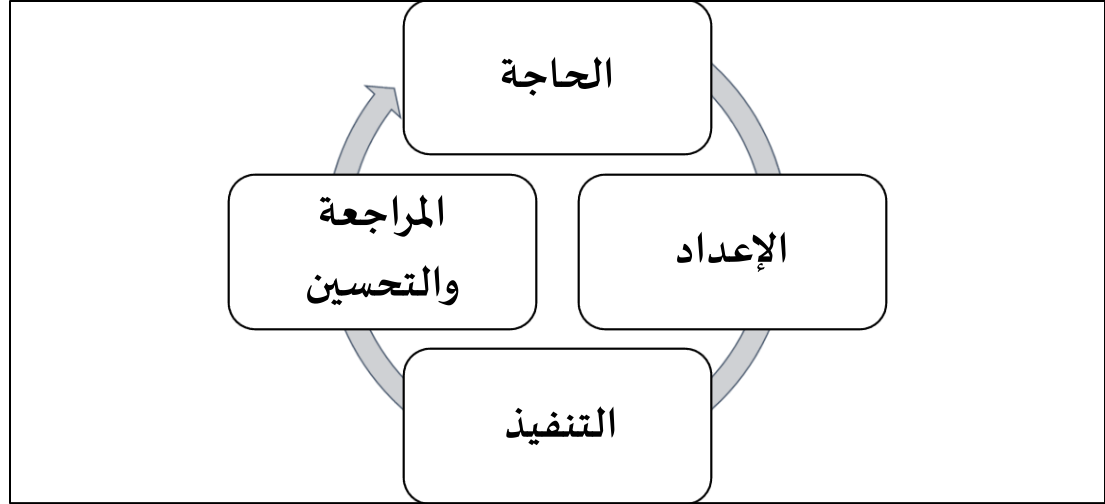 الحاجة
الإعداد
التنفيذ
المراجعة
والتحسين